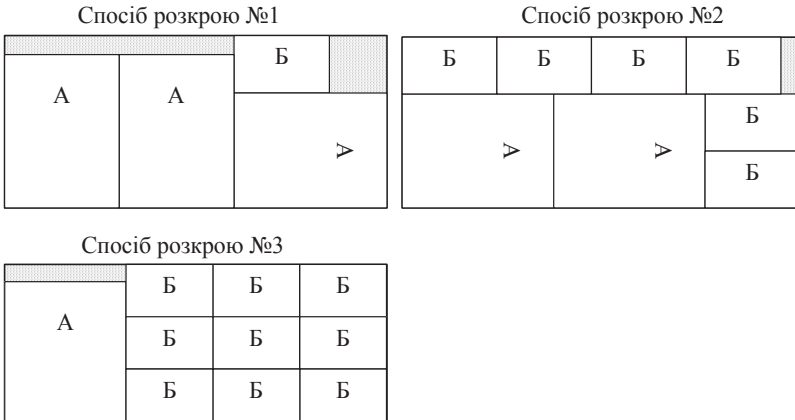 Спосіб розкрою №1
Б
А А
А
Спосіб розкрою №2
Б Б Б Б
Б
А А
Б
Спосіб розкрою №3
Б Б Б
А
Б Б Б
Б Б Б